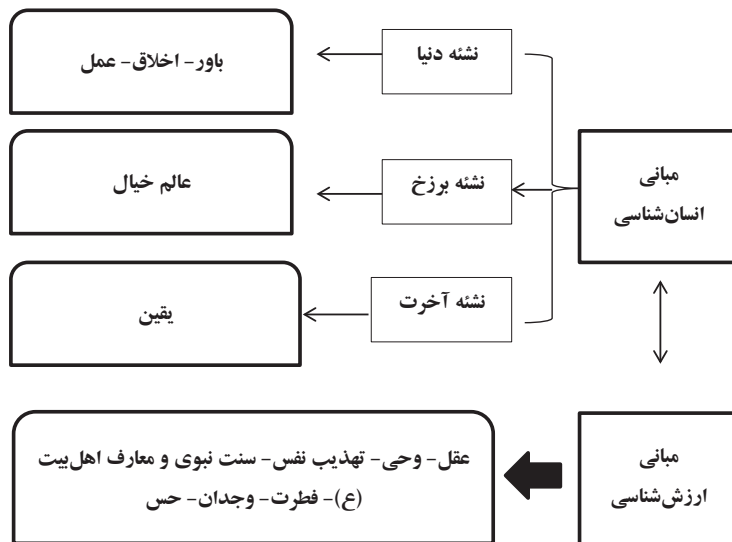 نشئه دنیا
باور- اخلاق- عمل
مبانی
انسان‌شناسی
نشئه برزخ
عالم خیال
نشئه آخرت
یقین
مبانی
ارزش‌شناسی
عقل- وحی- تهذیب نفس- سنت نبوی و معارف اهل‌بیت
(ع)- فطرت- وجدان- حس